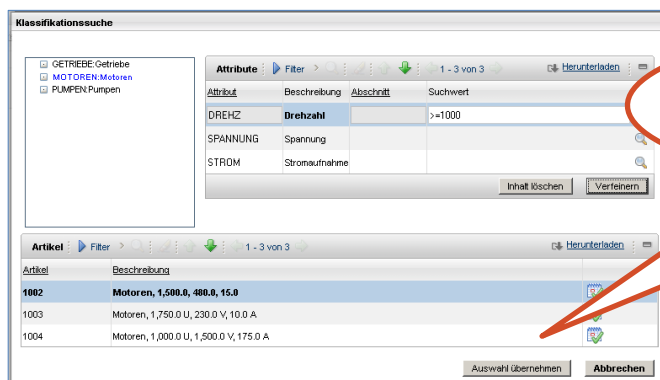 Klassifikationssuche
GETRIEBE:Getriebe
MOTOREN:Motoren
PUMPEN:Pumpen
Attribute Filter > 1 - 3 von 3 Herunterladen
Attribut Beschreibung Abschnitt Suchwert
DREHZ Drehzahl >=1000
SPANNUNG Spannung
STROM Stromaufnahme
Inhalt löschen Verfeinern
Artikel Filter > 1 - 3 von 3 Herunterladen
Artikel Beschreibung
1002 Motoren, 1,500.0, 480.0, 15.0
1003 Motoren, 1,750.0 U, 230.0 V, 10.0 A
1004 Motoren, 1,000.0 U, 1,500.0 V, 175.0 A
Auswahl übernehmen Abbrechen